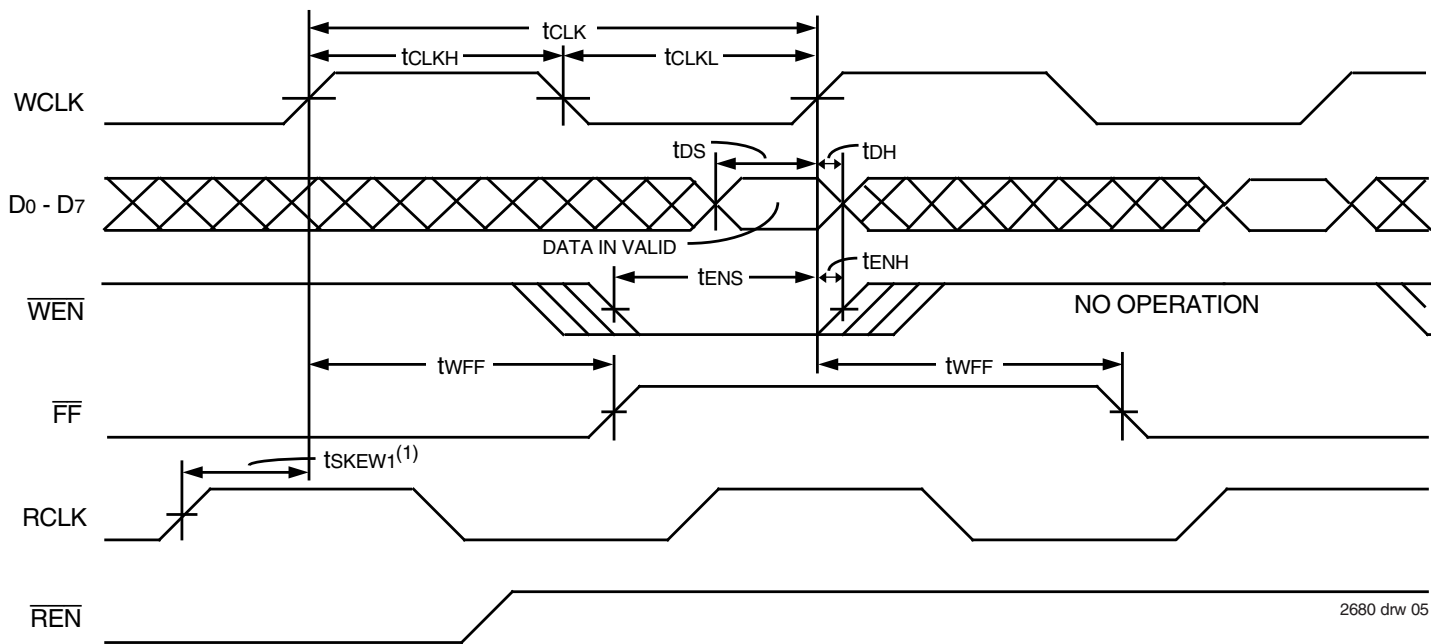 tCLK
tCLKH tCLKL
WCLK
tDS tDH
D0 - D7
DATA IN VALID
tENS tENH
WEN NO OPERATION
tWFF tWFF
FF
tSKEW1(1)
RCLK
REN
2680 drw 05